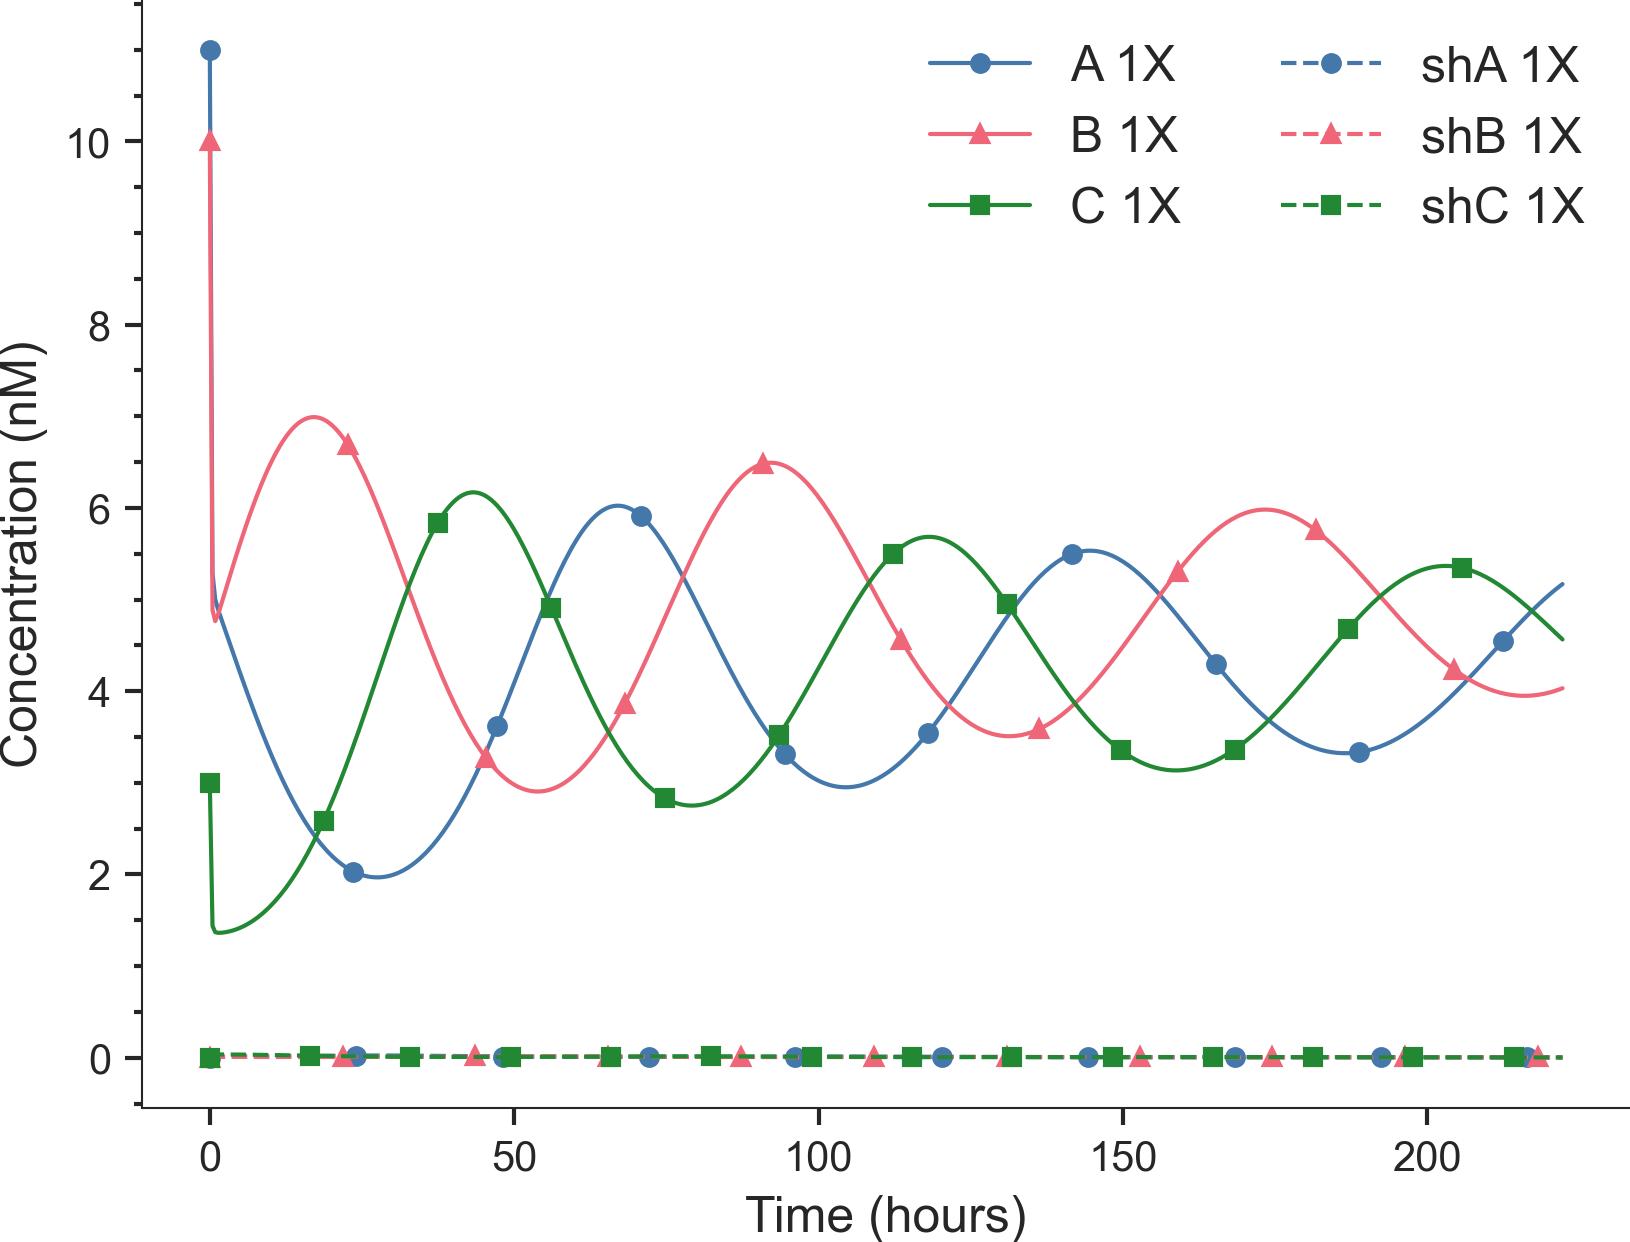 A 1X
B 1X
C 1X
shA 1X
shB 1X
shC 1X
Concentration (nM)
10
8
6
4
2
0
0 50 100 150 200
Time (hours)